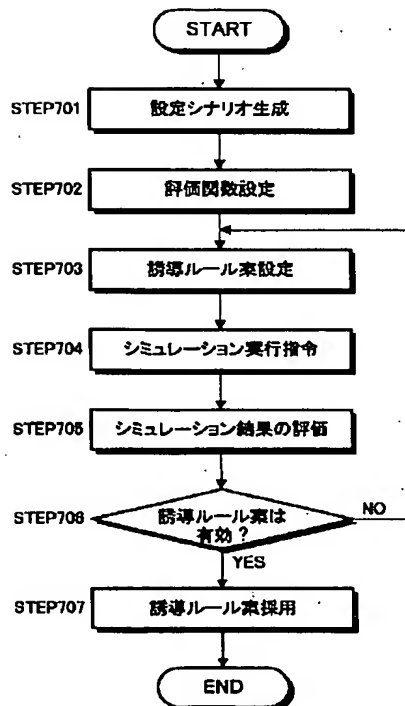 START
STEP701 設定シナリオ生成
STEP702 評価関数設定
STEP703 誘導ルール案設定
STEP704 シミュレーション実行指令
STEP705 シミュレーション結果の評価
STEP706 誘導ルール案は
有効？
NO
YES
STEP707 誘導ルール案採用
END